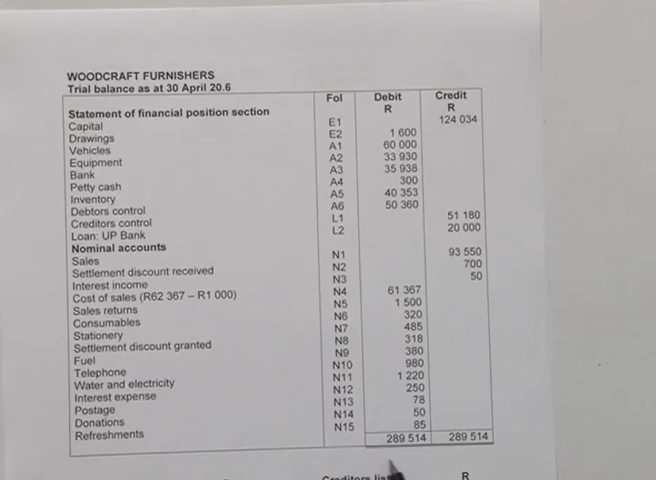 WOODCRAFT FURNISHERS
Trial balance as at 30 April 20.6
Fol Debit Credit
Statement of financial position section R R
Capital E1 124 034
Drawings E2 1 600
Vehicles A1 60 000
Equipment A2 33 930
Bank A3 35 938
Petty cash A4 300
Inventory A5 40 353
Debtors control A6 50 360
Creditors control L1 51 180
Loan: UP Bank L2 20 000
Nominal accounts
Sales N1 93 550
Settlement discount received N2 700
Interest income N3 50
Cost of sales (R62 367 – R1 000) N4 61 367
Sales returns N5 1 500
Consumables N6 320
Stationery N7 485
Settlement discount granted N8 318
Fuel N9 380
Telephone N10 980
Water and electricity N11 1 220
Interest expense N12 250
Postage N13 78
Donations N14 50
Refreshments N15 85
289 514 289 514
Creditors R